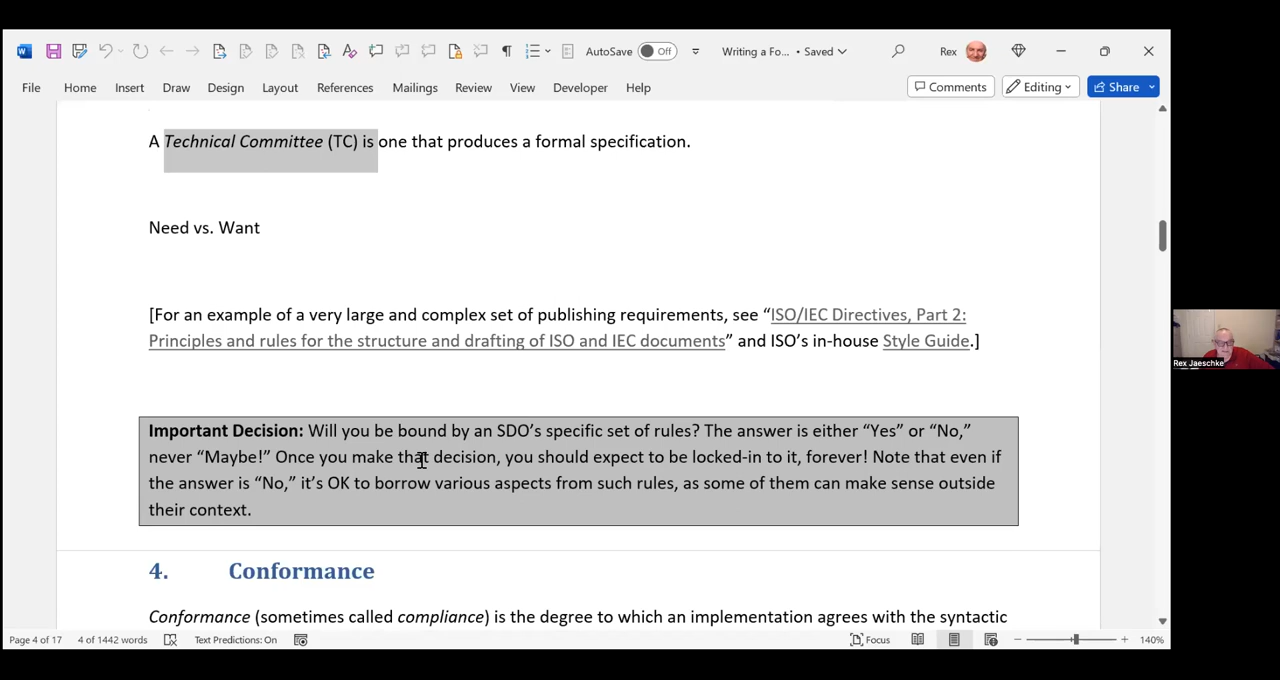 AutoSave Off Writing a Fo... • Saved Rex
File Home Insert Draw Design Layout References Mailings Review View Developer Help Comments Editing Share
A Technical Committee (TC) is one that produces a formal specification.
Need vs. Want
[For an example of a very large and complex set of publishing requirements, see “ISO/IEC Directives, Part 2:
Principles and rules for the structure and drafting of ISO and IEC documents” and ISO’s in-house Style Guide.]
Important Decision: Will you be bound by an SDO’s specific set of rules? The answer is either “Yes” or “No,”
never “Maybe!” Once you make that decision, you should expect to be locked-in to it, forever! Note that even if
the answer is “No,” it’s OK to borrow various aspects from such rules, as some of them can make sense outside
their context.
4. Conformance
Conformance (sometimes called compliance) is the degree to which an implementation agrees with the syntactic
Page 4 of 17 4 of 1442 words Text Predictions: On Focus 140%
Rex Jaeschke